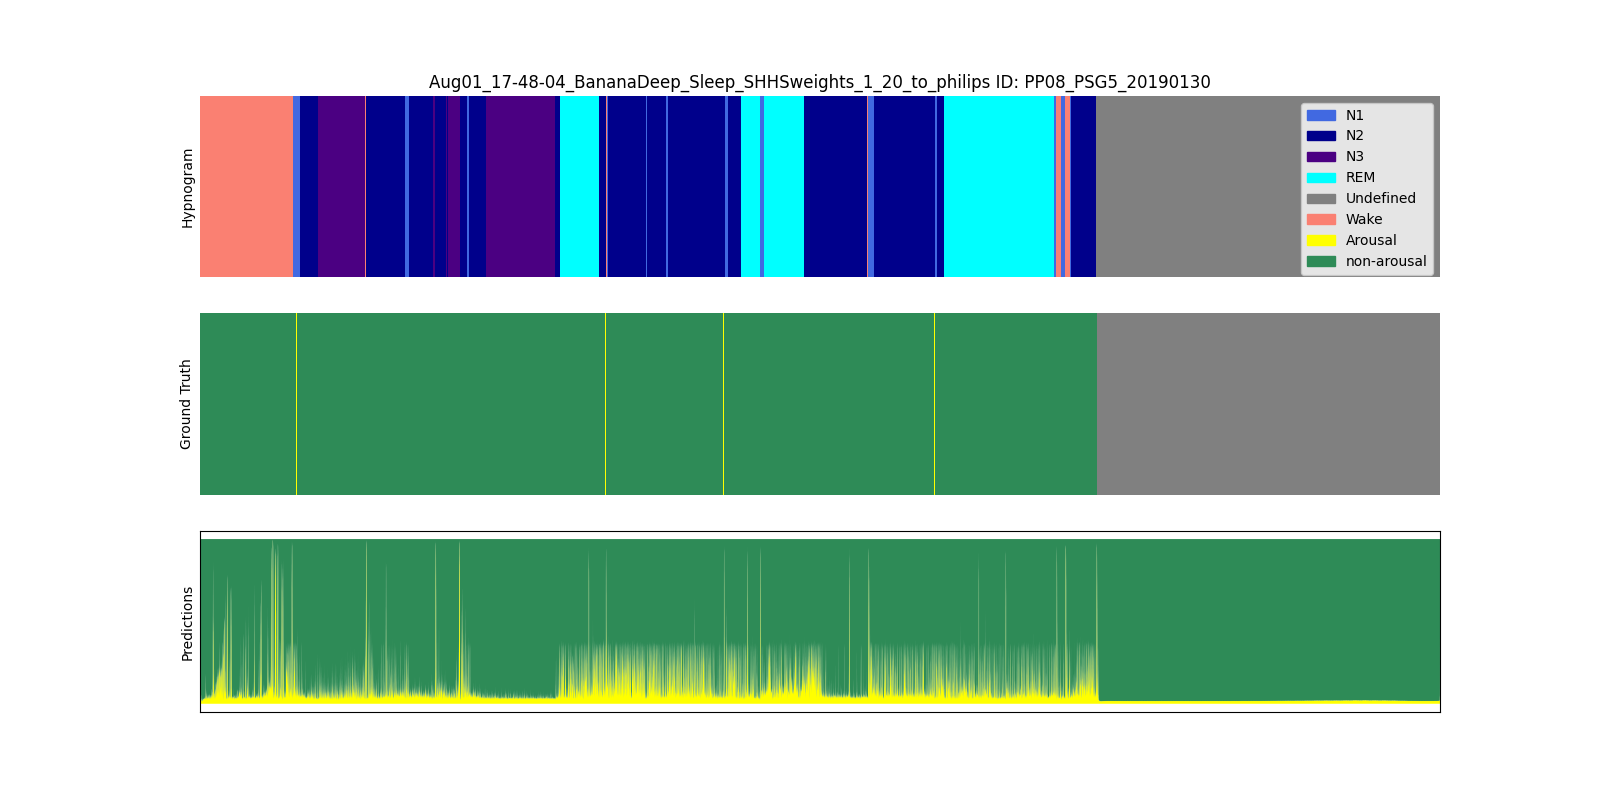 Aug01_17-48-04_BananaDeep_Sleep_SHHSweights_1_20_to_philips ID: PP08_PSG5_20190130
Hypnogram
N1
N2
N3
REM
Undefined
Wake
Arousal
non-arousal
Ground Truth
Predictions